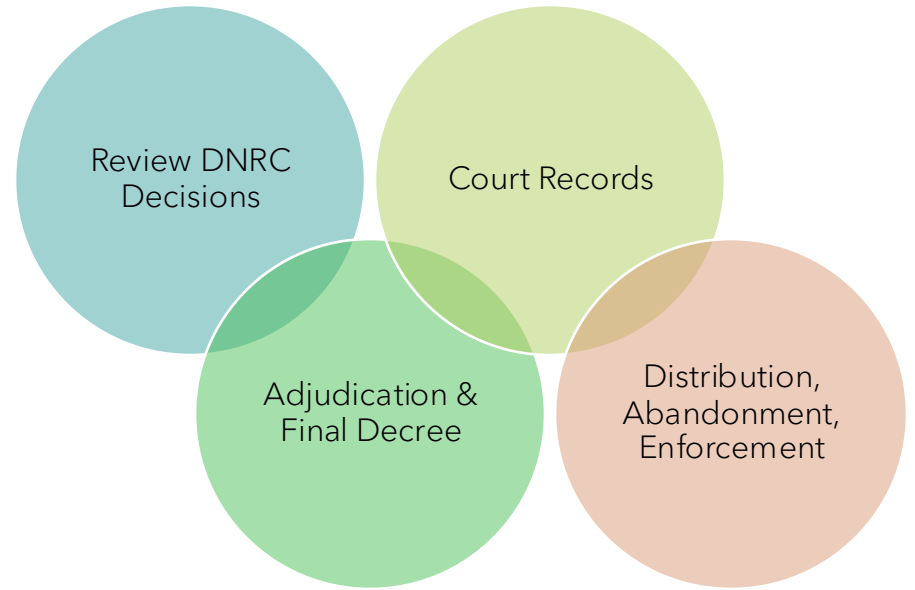 Review DNRC
Decisions
Court Records
Adjudication &
Final Decree
Distribution,
Abandonment,
Enforcement